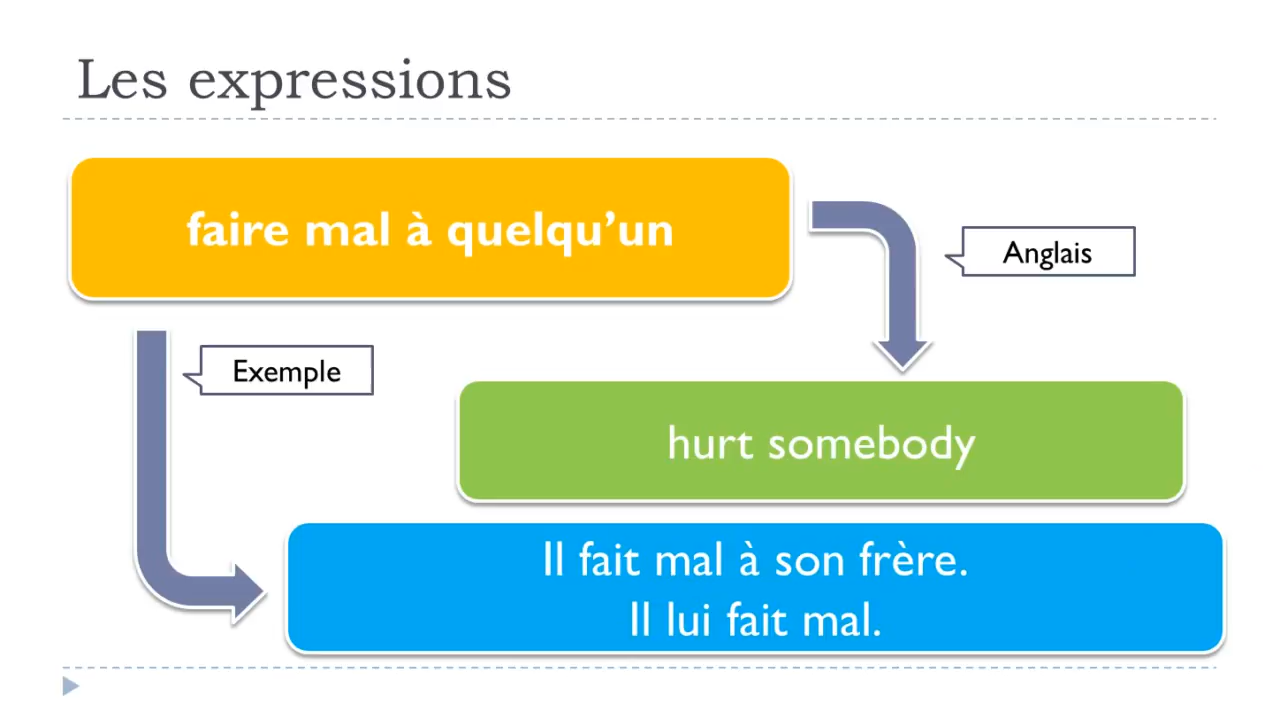 Les expressions
faire mal à quelqu’un
Anglais
Exemple
hurt somebody
Il fait mal à son frère.
Il lui fait mal.